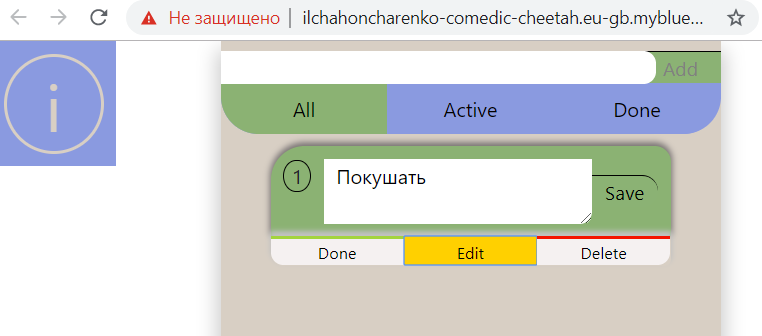 Не защищено | ilchahoncharenko-comedic-cheetah.eu-gb.myblue...
i
Add
All Active Done
1 Покушать Save
Done Edit Delete